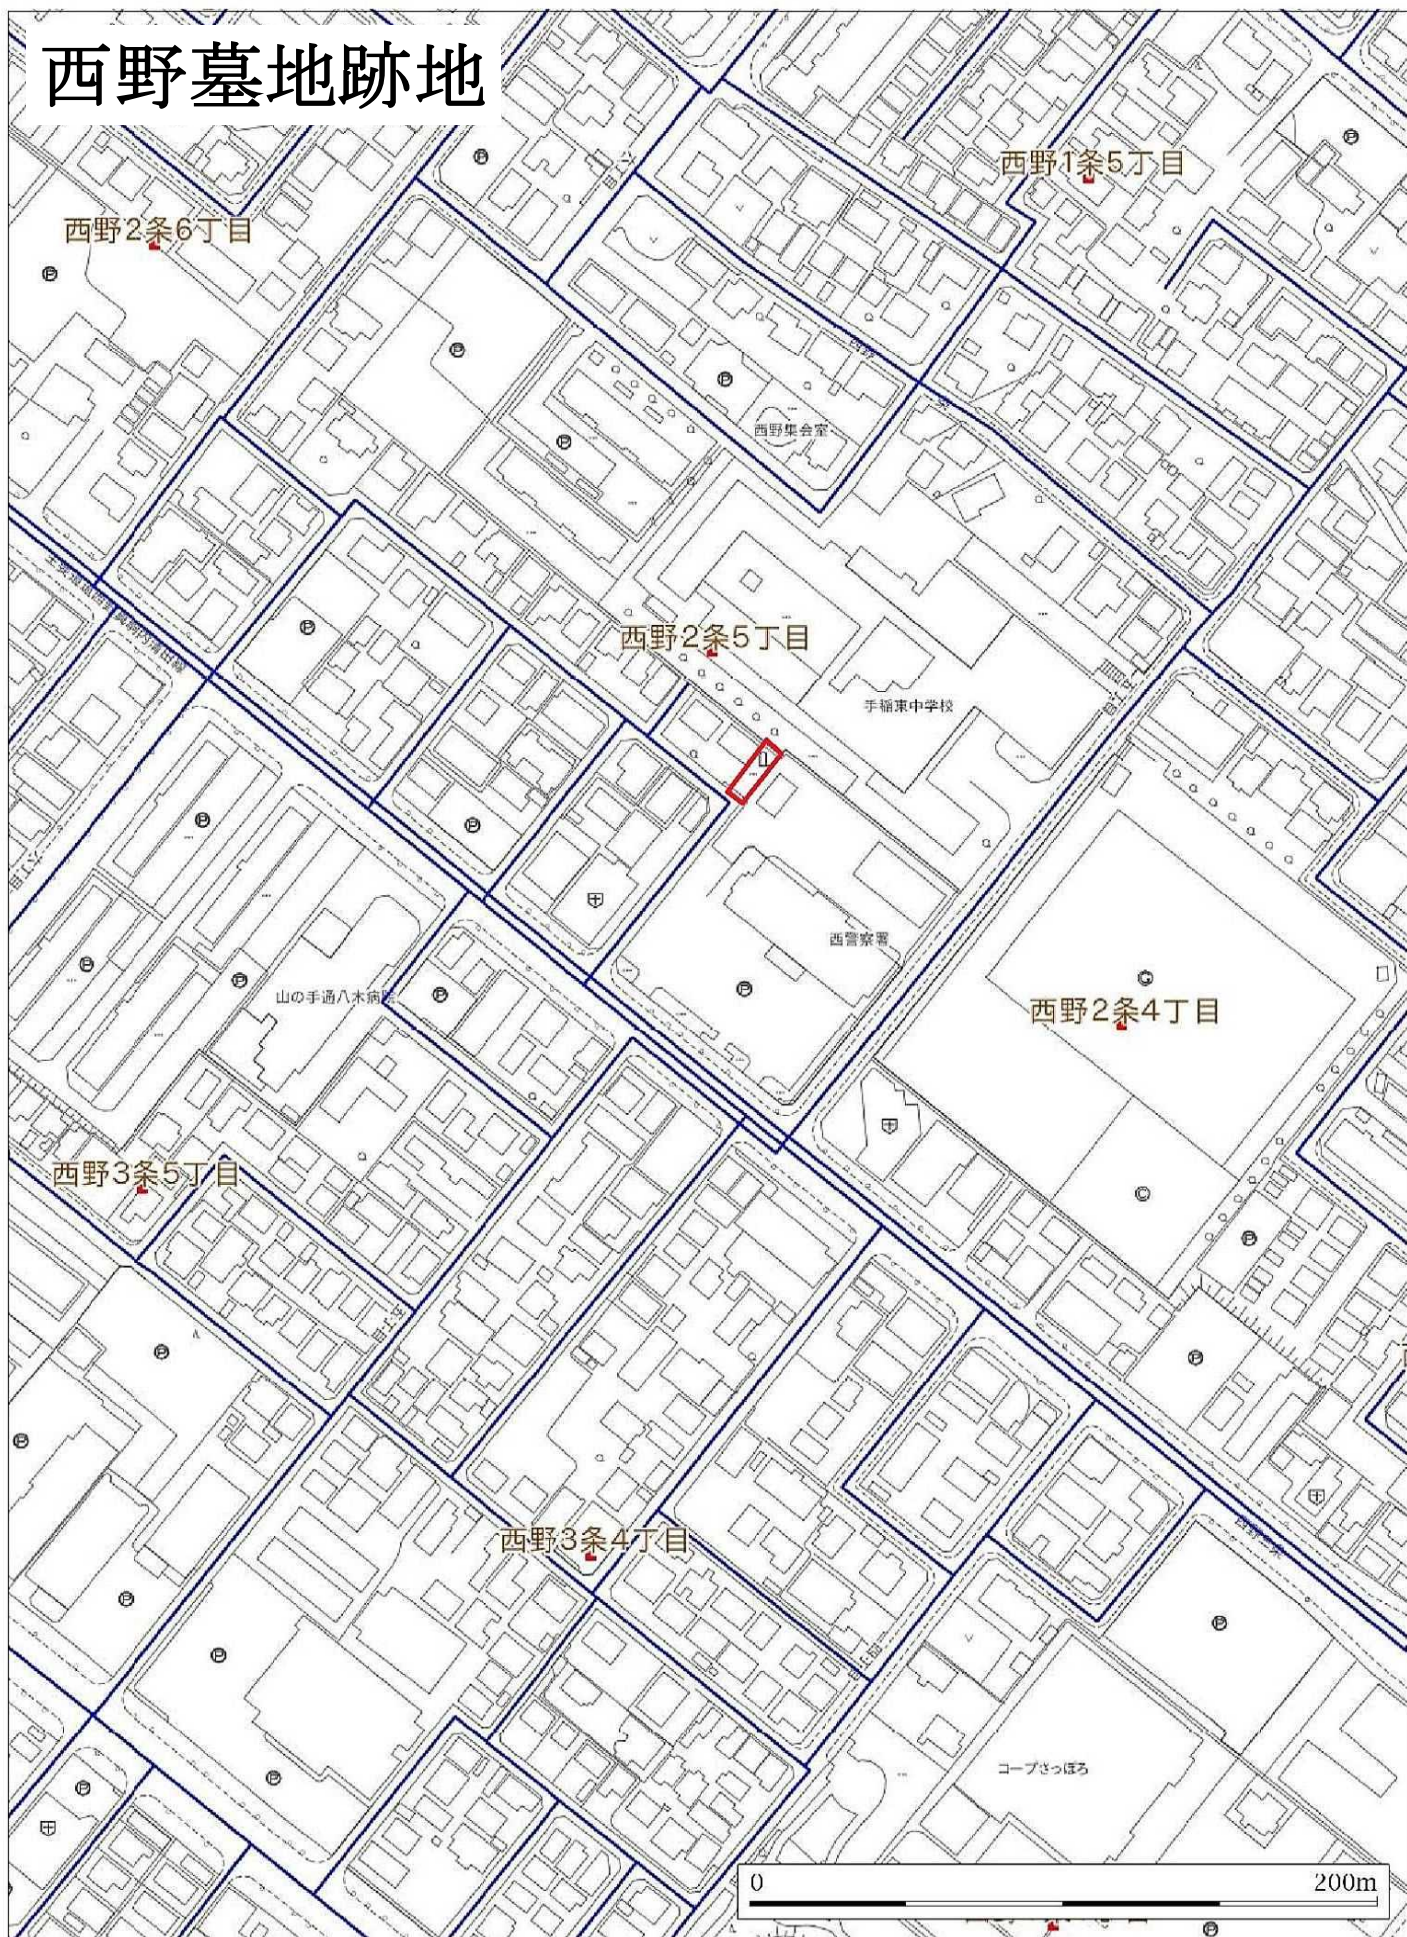 西野墓地跡地
西野1条5丁目
西野2条6丁目
西野
西野集会室
西野2条5丁目
手稲東中学校
西警察署
山の手通八木病院
西野2条4丁目
西野3条5丁目
西野3条4丁目
コープさっぽろ
0 200m